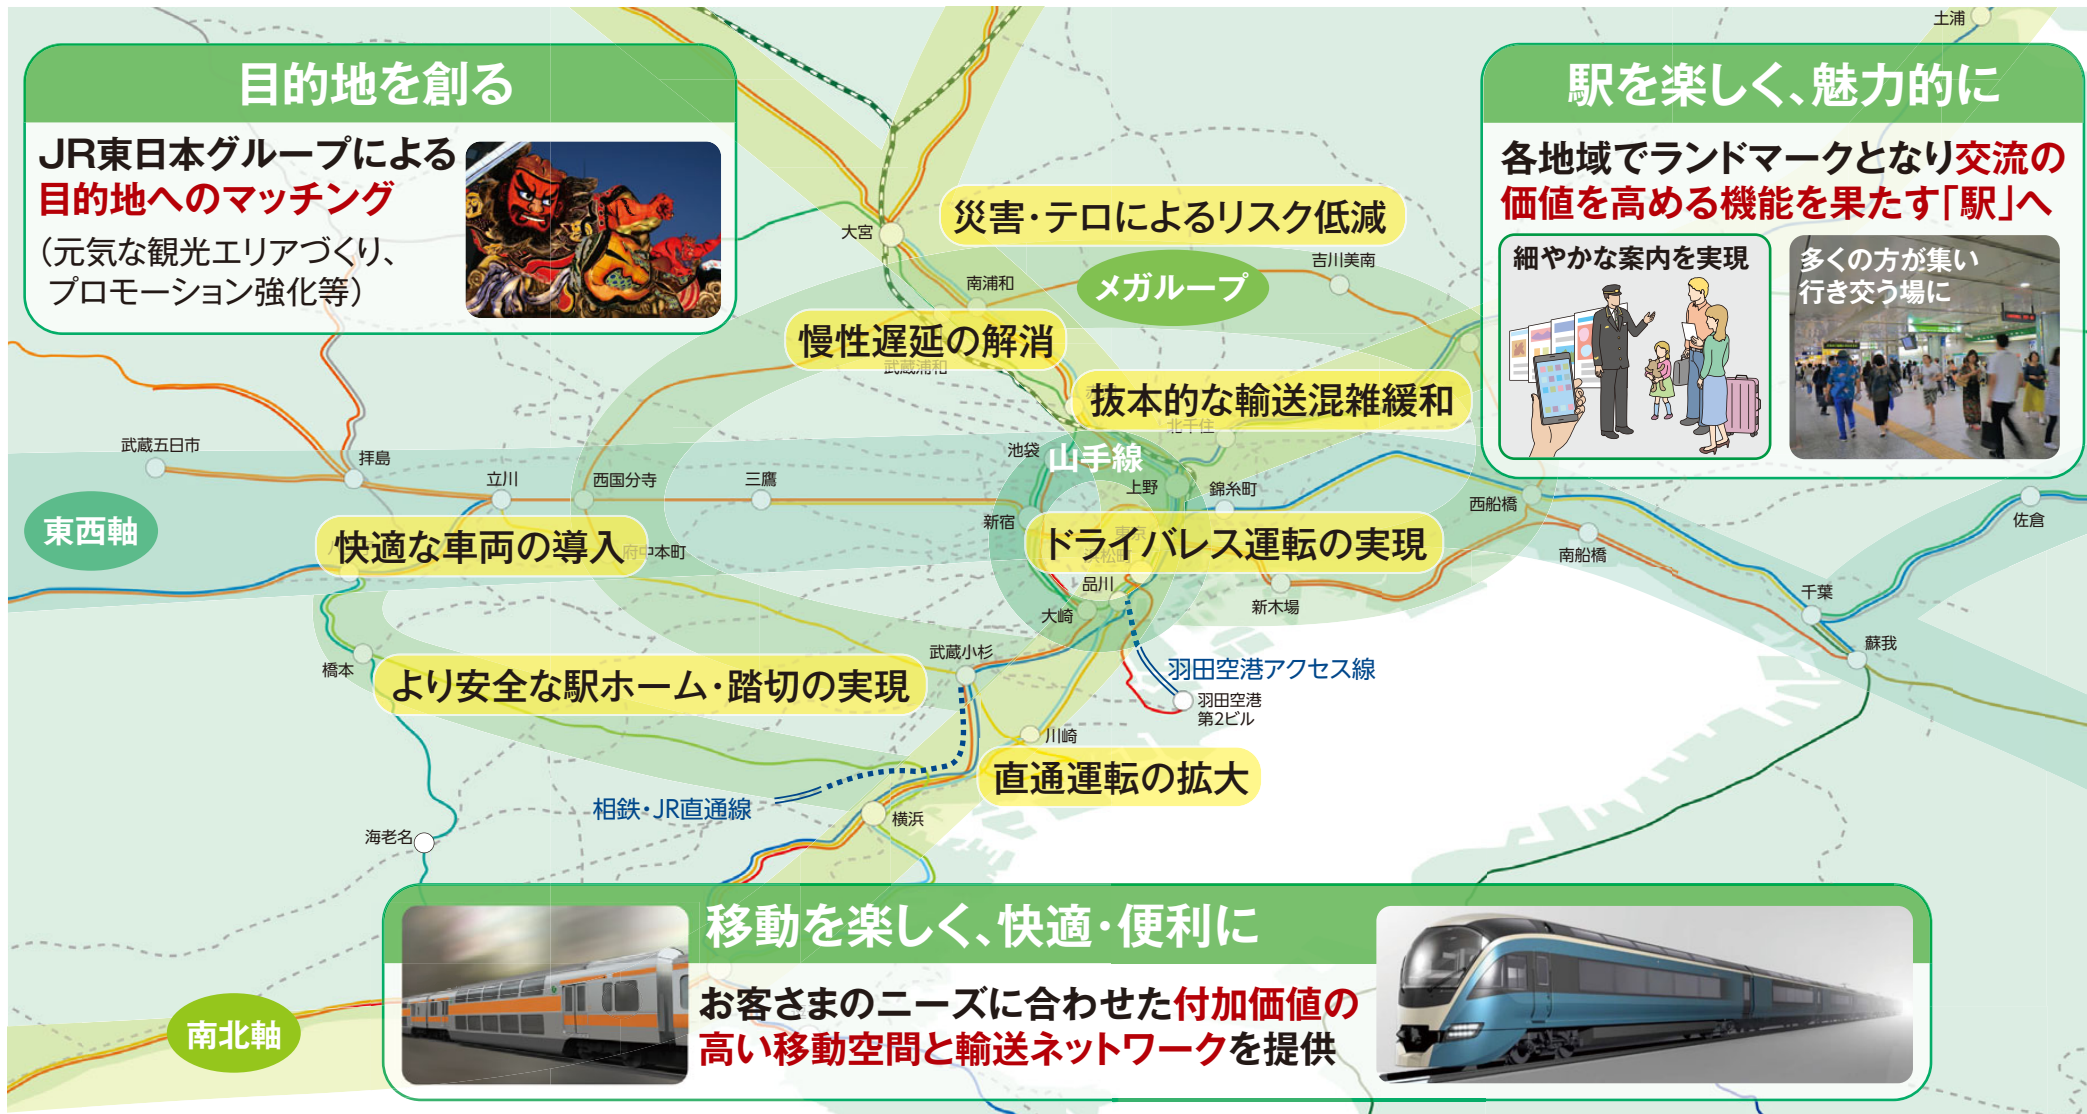 土浦
目的地を創る
JR東日本グループによる
目的地へのマッチング
（元気な観光エリアづくり、
プロモーション強化等）
駅を楽しく、魅力的に
各地域でランドマークとなり交流の
価値を高める機能を果たす「駅」へ
細やかな案内を実現
多くの方が集い
行き交う場に
災害・テロによるリスク低減
大宮
メガループ
吉川美南
南浦和
慢性遅延の解消
武蔵浦和
抜本的な輸送混雑緩和
北千住
武蔵五日市
拝島
立川
西国分寺
三鷹
池袋
山手線
上野
錦糸町
新宿
西船橋
佐倉
東西軸
快適な車両の導入
府中本町
東京
ドライバレス運転の実現
浜松町
南船橋
品川
新木場
大崎
千葉
蘇我
橋本
武蔵小杉
より安全な駅ホーム・踏切の実現
羽田空港アクセス線
羽田空港
第2ビル
川崎
直通運転の拡大
相鉄・JR直通線
横浜
海老名
移動を楽しく、快適・便利に
お客さまのニーズに合わせた付加価値の
高い移動空間と輸送ネットワークを提供
南北軸